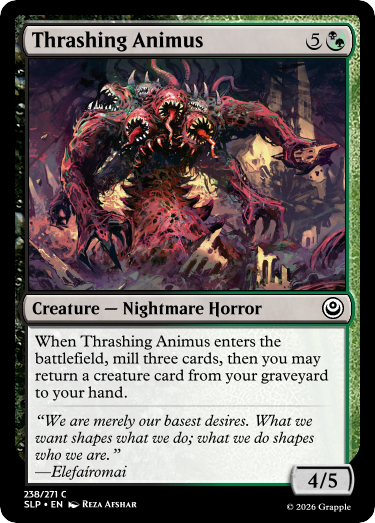 Thrashing Animus 5
Creature — Nightmare Horror
When Thrashing Animus enters the
battlefield, mill three cards, then you may
return a creature card from your graveyard
to your hand.
“We are merely our basest desires. What we
want shapes what we do; what we do shapes
who we are.”
—Elefairomai
4/5
238/271 C
SLP • EN Reza Afshar
© 2026 Grapple